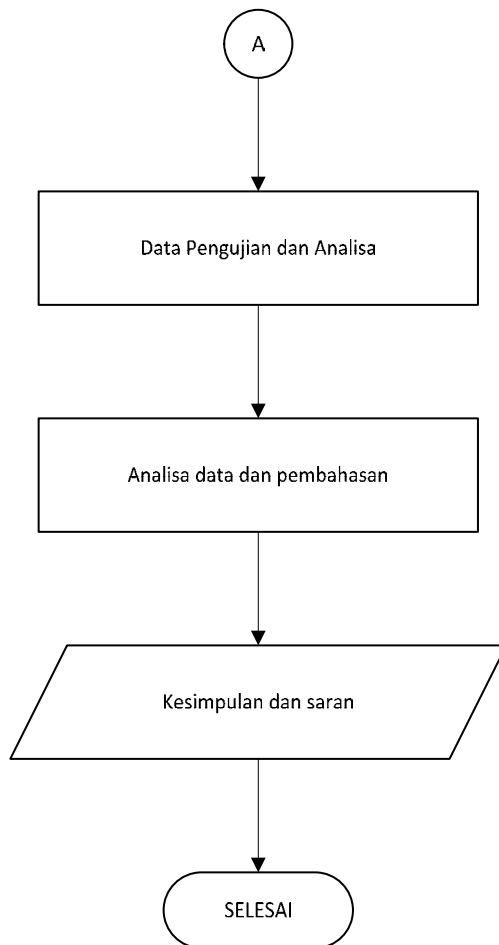 A
Data Pengujian dan Analisa
Analisa data dan pembahasan
Kesimpulan dan saran
SELESAI